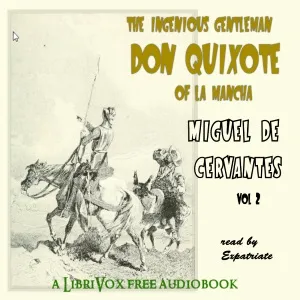 THE INGENIOUS GENTLEMAN
DON QUIXOTE
OF LA MANCHA
MIGUEL DE
CERVANTES
VOL 2
read by
Expatriate
A LIBRIVOX FREE AUDIOBOOK